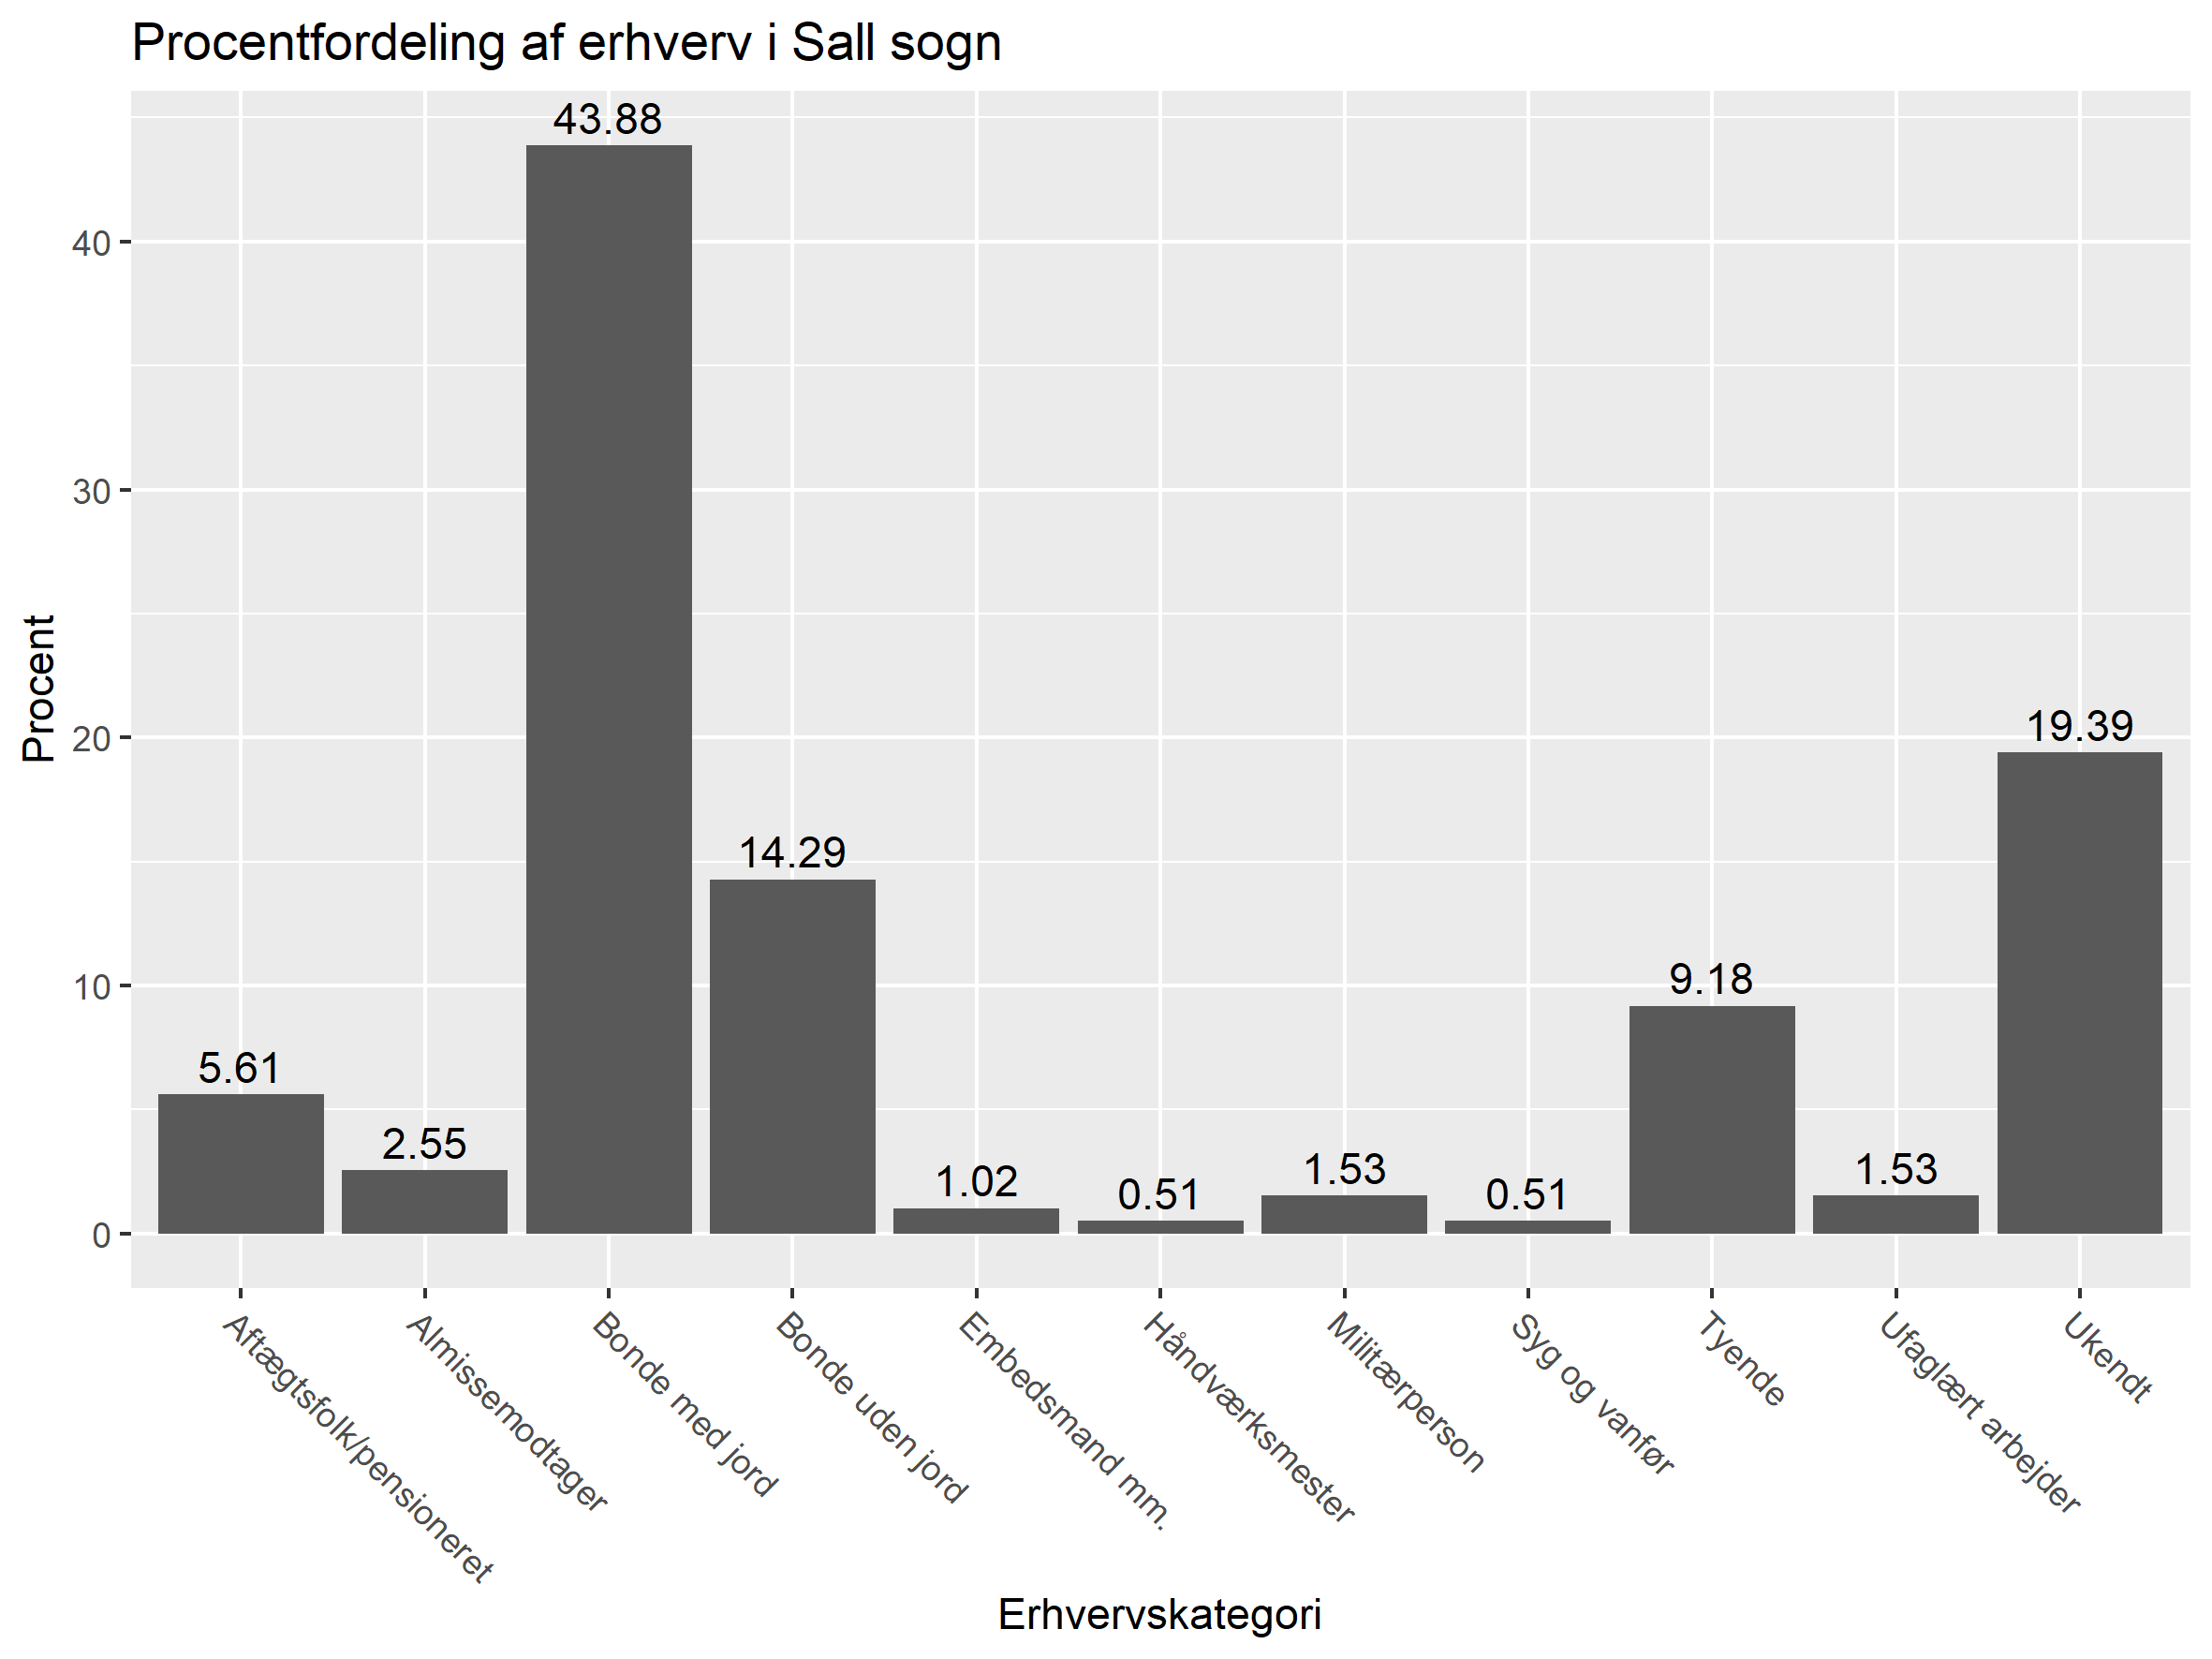 Procentfordeling af erhverv i Sall sogn
Procent
40
30
20
10
0
5.61
2.55
43.88
14.29
1.02
0.51
1.53
0.51
9.18
1.53
19.39
Aftægtsfolk/pensioneret
Almissemodtager
Bonde med jord
Bonde uden jord
Embedsmand mm.
Håndværksmester
Militærperson
Syg og vanfør
Tyende
Ufaglært arbejder
Ukendt
Erhvervskategori